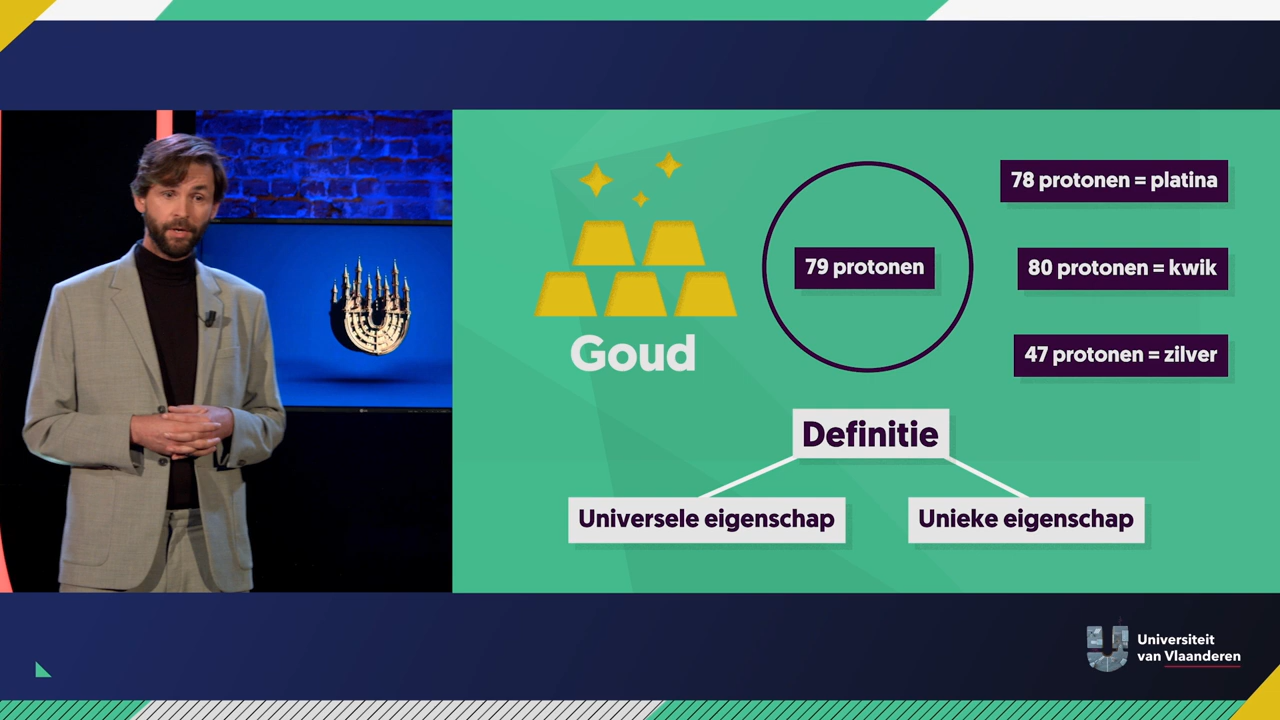 Goud
79 protonen
78 protonen = platina
80 protonen = kwik
47 protonen = zilver
Definitie
Universele eigenschap
Unieke eigenschap
Universiteit
van Vlaanderen